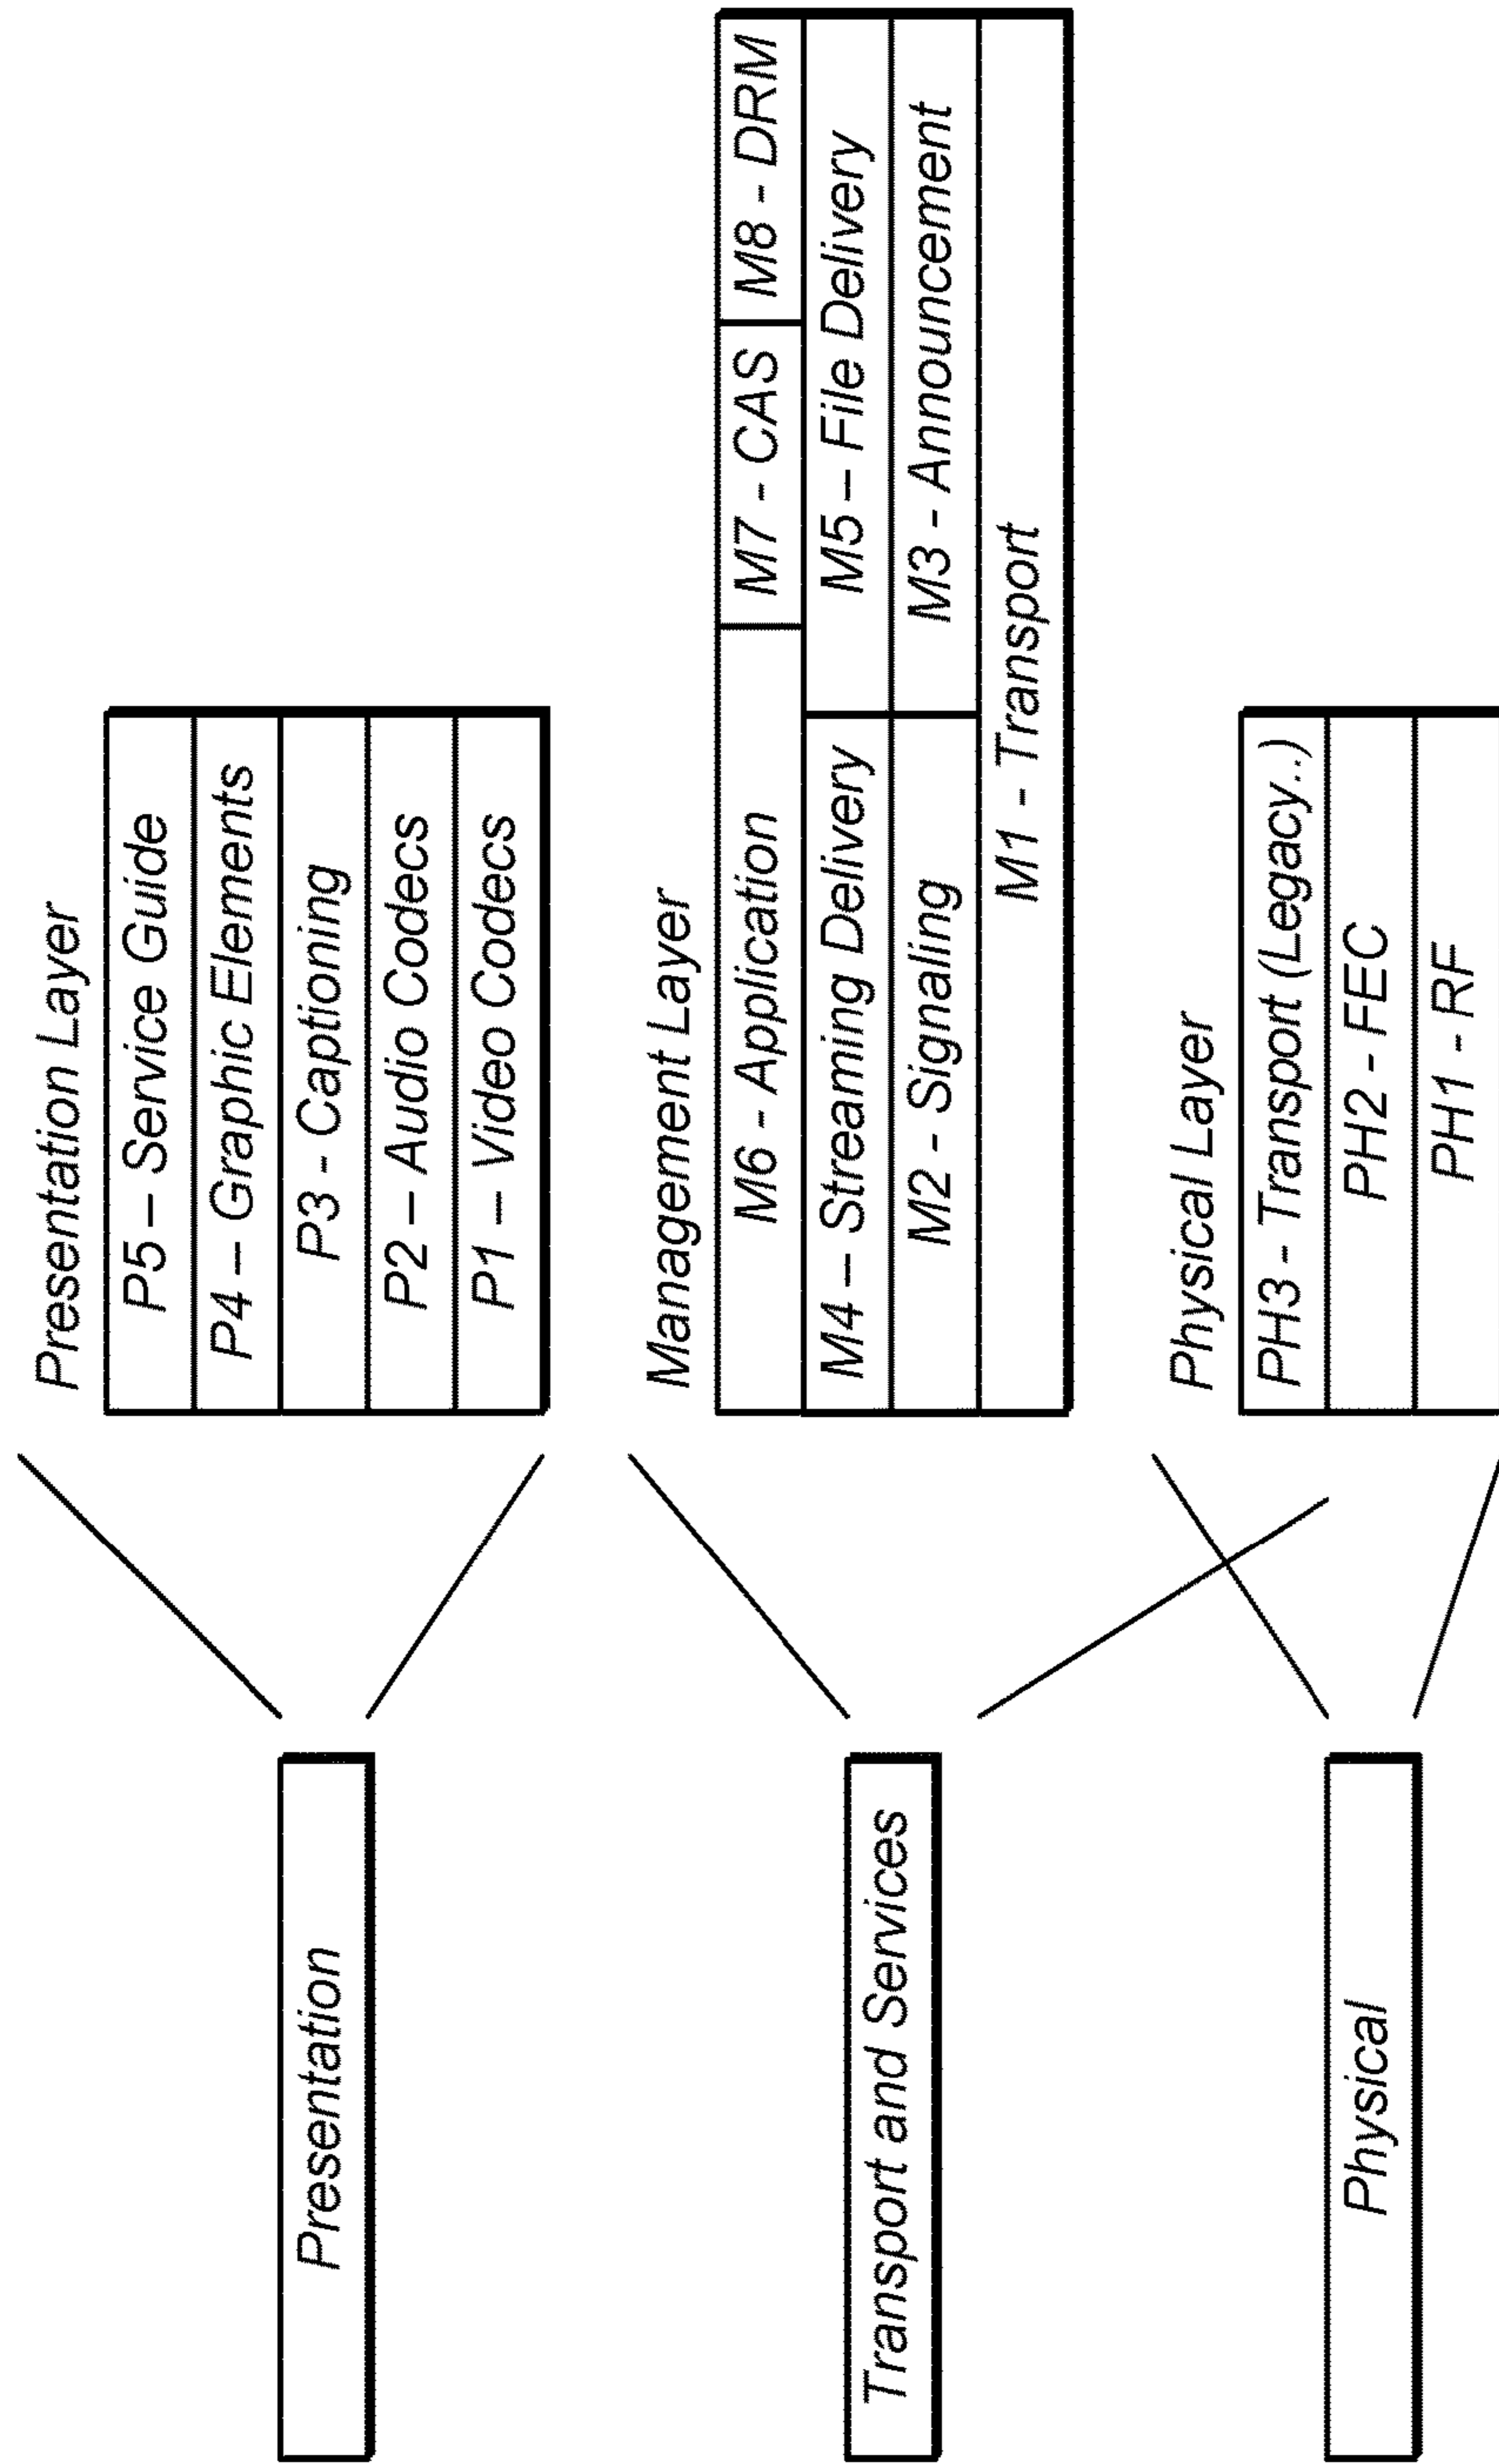 Presentation
Transport and Services
Physical
Presentation Layer
P5 – Service Guide
P4 – Graphic Elements
P3 - Captioning
P2 – Audio Codecs
P1 – Video Codecs
Management Layer
M6 - Application
M7 - CAS
M8 - DRM
M4 – Streaming Delivery
M5 – File Delivery
M2 - Signaling
M3 - Announcement
M1 - Transport
Physical Layer
PH3 - Transport (Legacy..)
PH2 - FEC
PH1 - RF